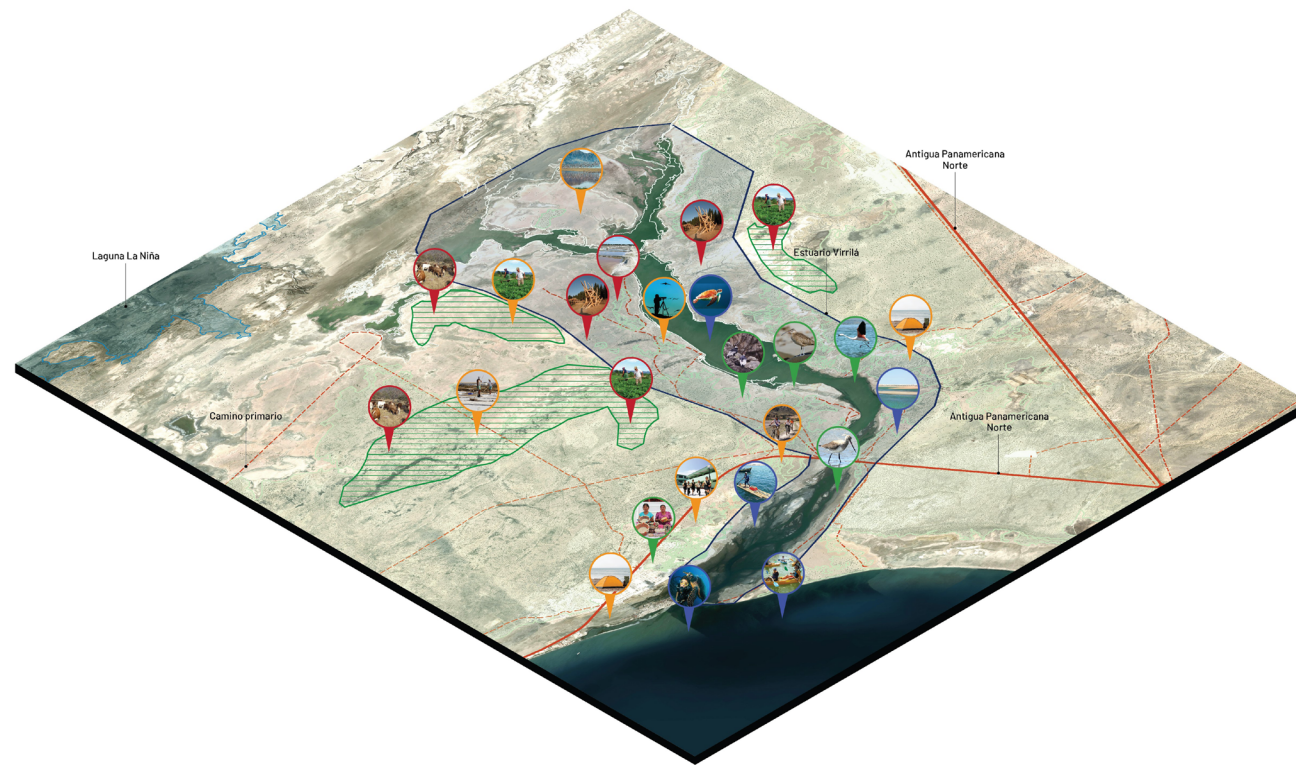 Antigua Panamericana
Norte
Laguna La Niña
Estuario Virrilá
Camino primario
Antigua Panamericana
Norte